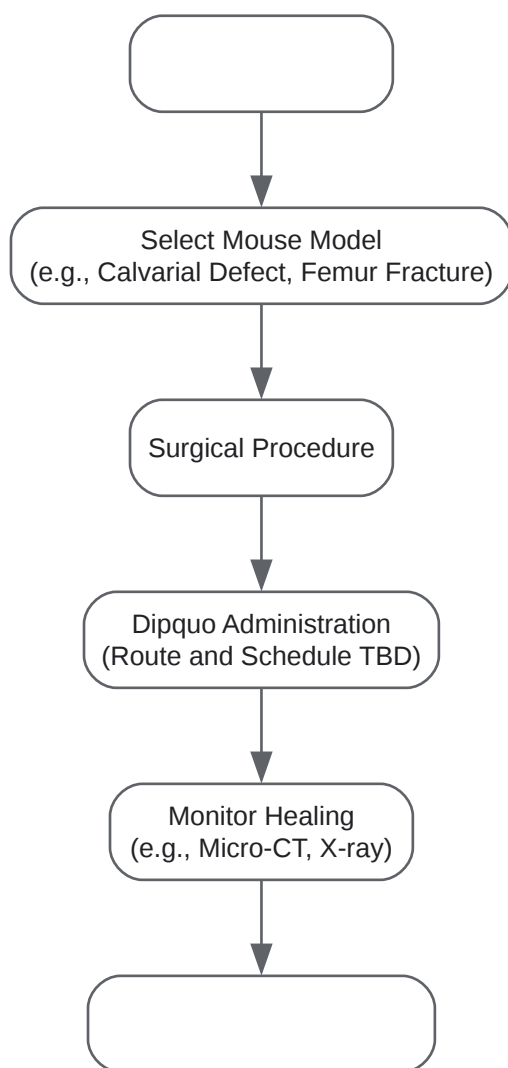 Select Mouse Model
(e.g., Calvarial Defect, Femur Fracture)
Surgical Procedure
Dipquo Administration
(Route and Schedule TBD)
Monitor Healing
(e.g., Micro-CT, X-ray)